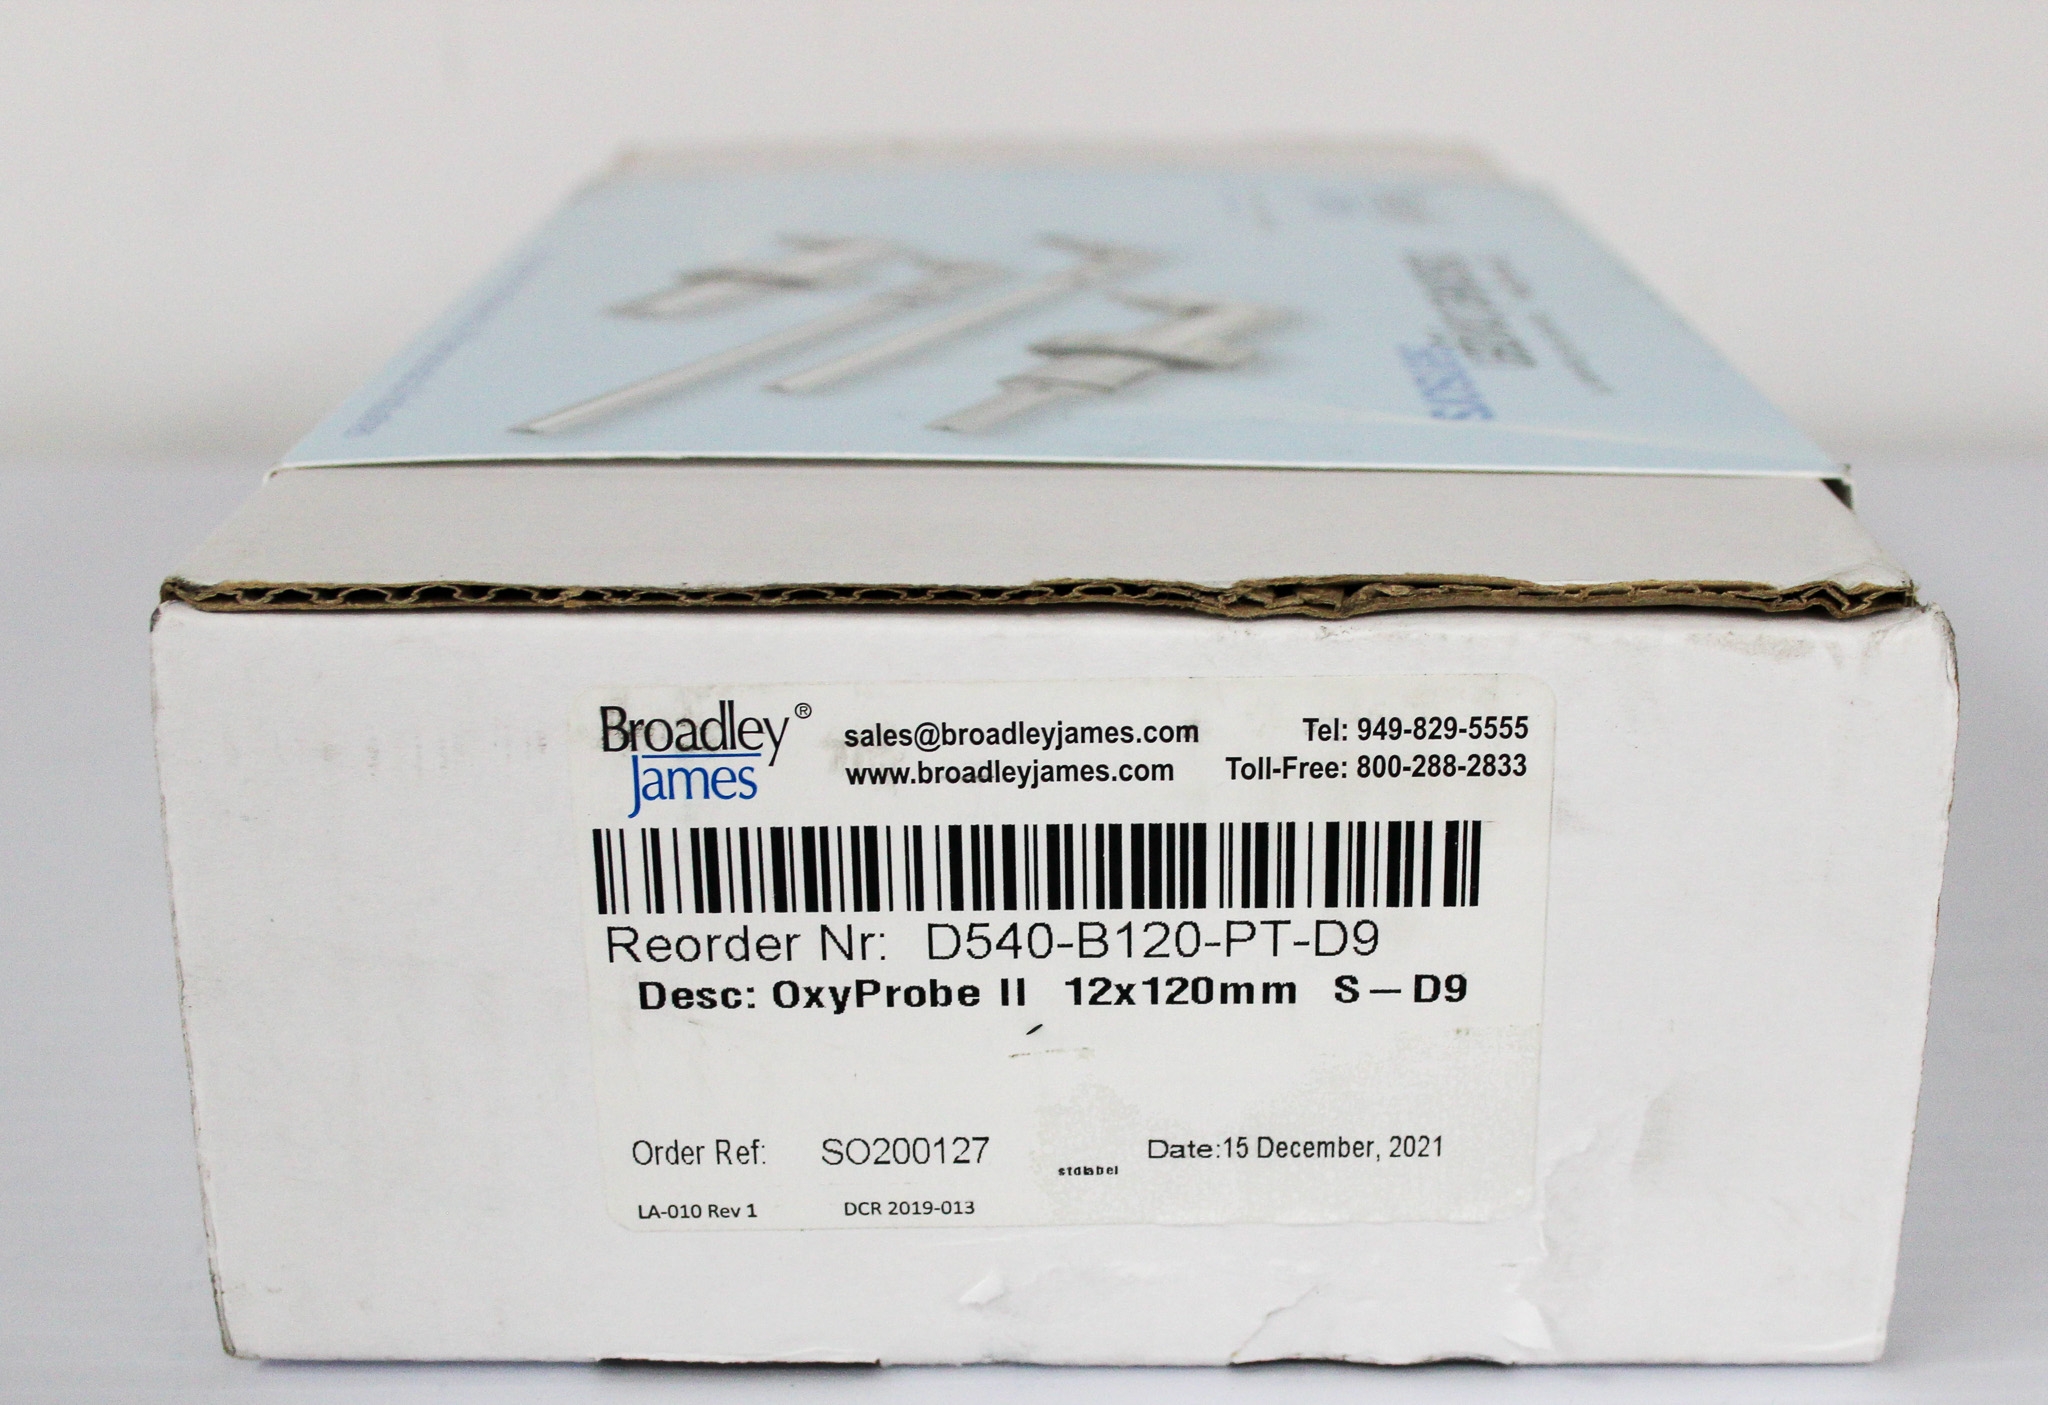 Broadley®
James
sales@broadleyjames.com
www.broadleyjames.com
Tel: 949-829-5555
Toll-Free: 800-288-2833
Reorder Nr: D540-B120-PT-D9
Desc: OxyProbe II 12x120mm S – D9
Order Ref: SO200127
stdlabel
Date:15 December, 2021
LA-010 Rev 1
DCR 2019-013